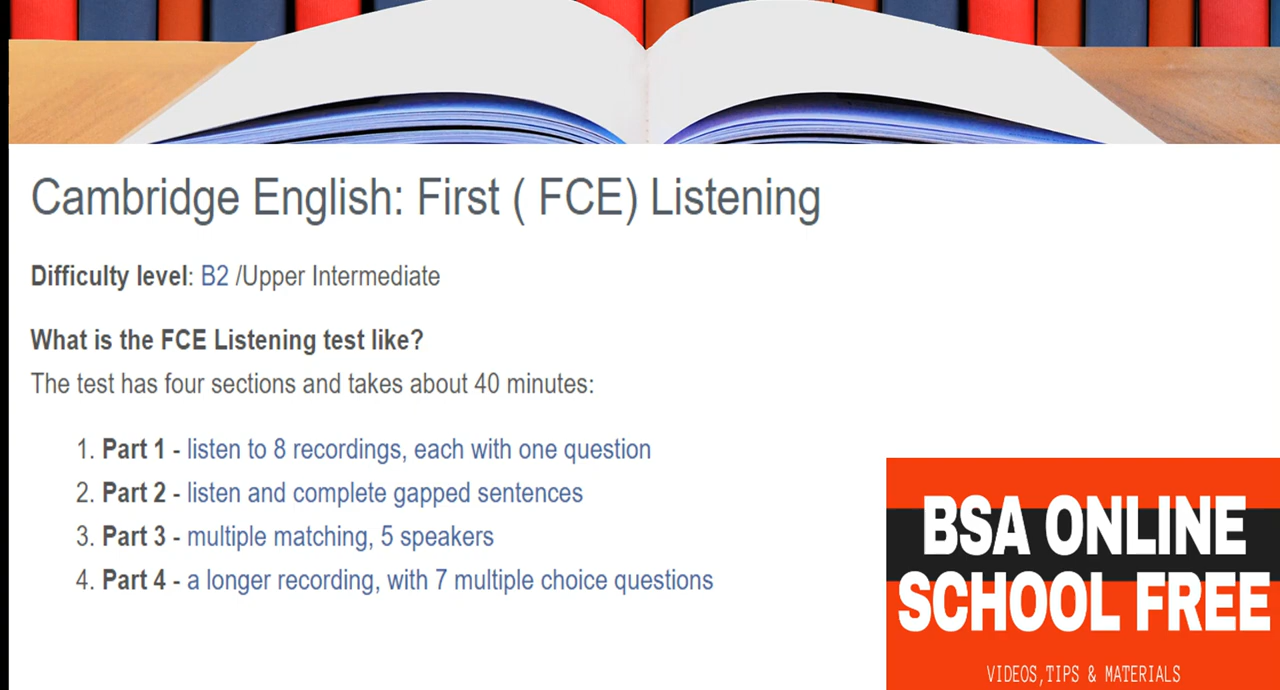 Cambridge English: First ( FCE) Listening
Difficulty level: B2 /Upper Intermediate
What is the FCE Listening test like?
The test has four sections and takes about 40 minutes:
1. Part 1 - listen to 8 recordings, each with one question
2. Part 2 - listen and complete gapped sentences
3. Part 3 - multiple matching, 5 speakers
4. Part 4 - a longer recording, with 7 multiple choice questions
BSA ONLINE
SCHOOL FREE
VIDEOS,TIPS & MATERIALS